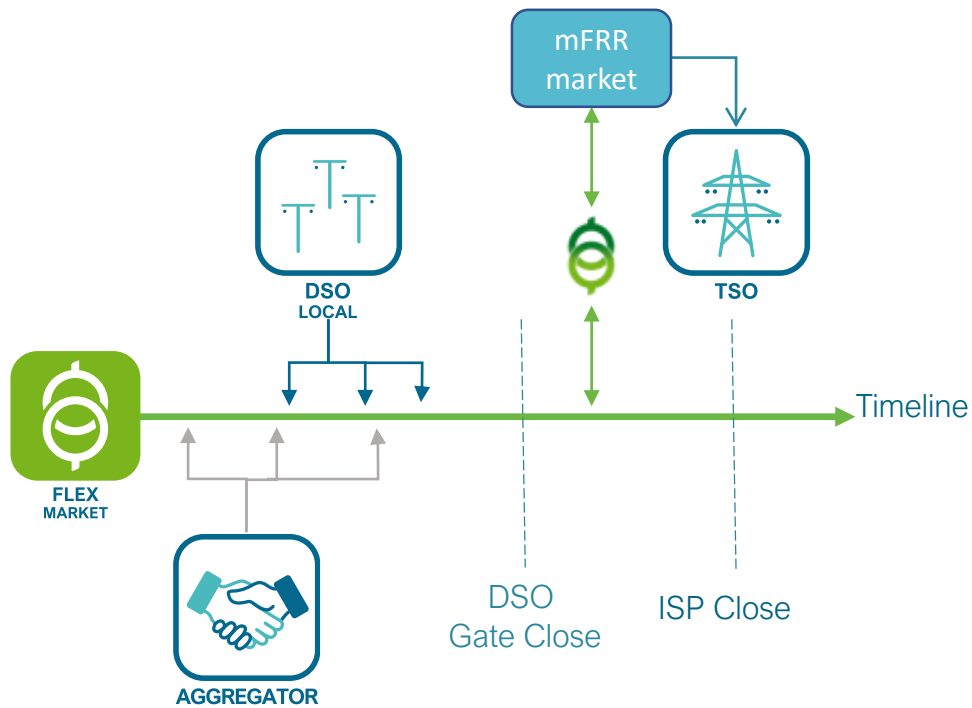 mFRR
market
DSO
LOCAL
TSO
Timeline
FLEX
MARKET
DSO
Gate Close
ISP Close
AGGREGATOR